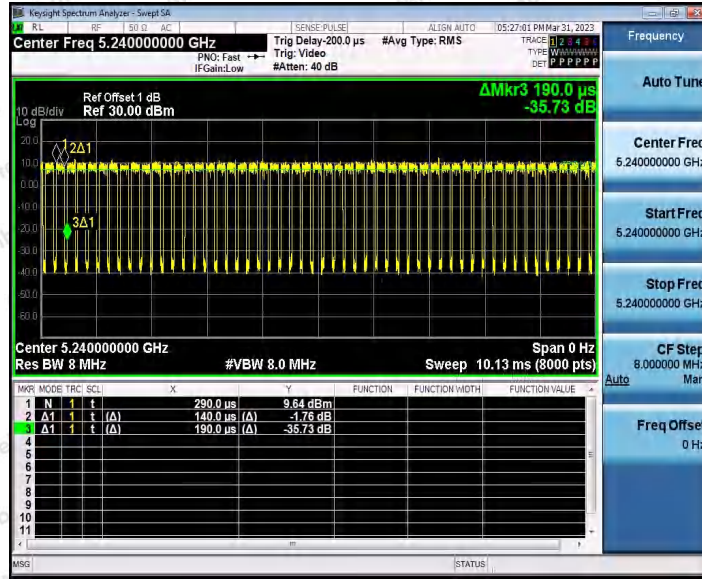 Keysight Spectrum Analyzer - Swept SA
RL RF 50 Ω AC SENSE:PULSE ALIGN AUTO 05:27:01 PM Mar 31, 2023
Center Freq 5.240000000 GHz
PNO: Fast
IFGain:Low
Trig Delay-200.0 µs
Trig: Video
#Atten: 40 dB
#Avg Type: RMS
TRACE 1 2 3 4 5 6
TYPE
DET P P P P P P
Frequency
Auto Tune
Center Freq
5.240000000 GHz
Start Freq
5.240000000 GHz
Stop Freq
5.240000000 GHz
CF Step
8.000000 MHz
Auto Man
Freq Offset
0 Hz
ΔMkr3 190.0 µs
-35.73 dB
Ref Offset 1 dB
10 dB/div Ref 30.00 dBm
Log
20.0
10.0
0.00
-10.0
-20.0
-30.0
-40.0
-50.0
-60.0
1
2Δ1
3Δ1
Center 5.240000000 GHz Span 0 Hz
Res BW 8 MHz #VBW 8.0 MHz Sweep 10.13 ms (8000 pts)
MKR MODE TRC SCL X Y FUNCTION FUNCTION WIDTH FUNCTION VALUE
1 N 1 t 290.0 µs 9.64 dBm
2 Δ1 1 t (Δ) 140.0 µs (Δ) -1.76 dB
3 Δ1 1 t (Δ) 190.0 µs (Δ) -35.73 dB
4
5
6
7
8
9
10
11
MSG STATUS